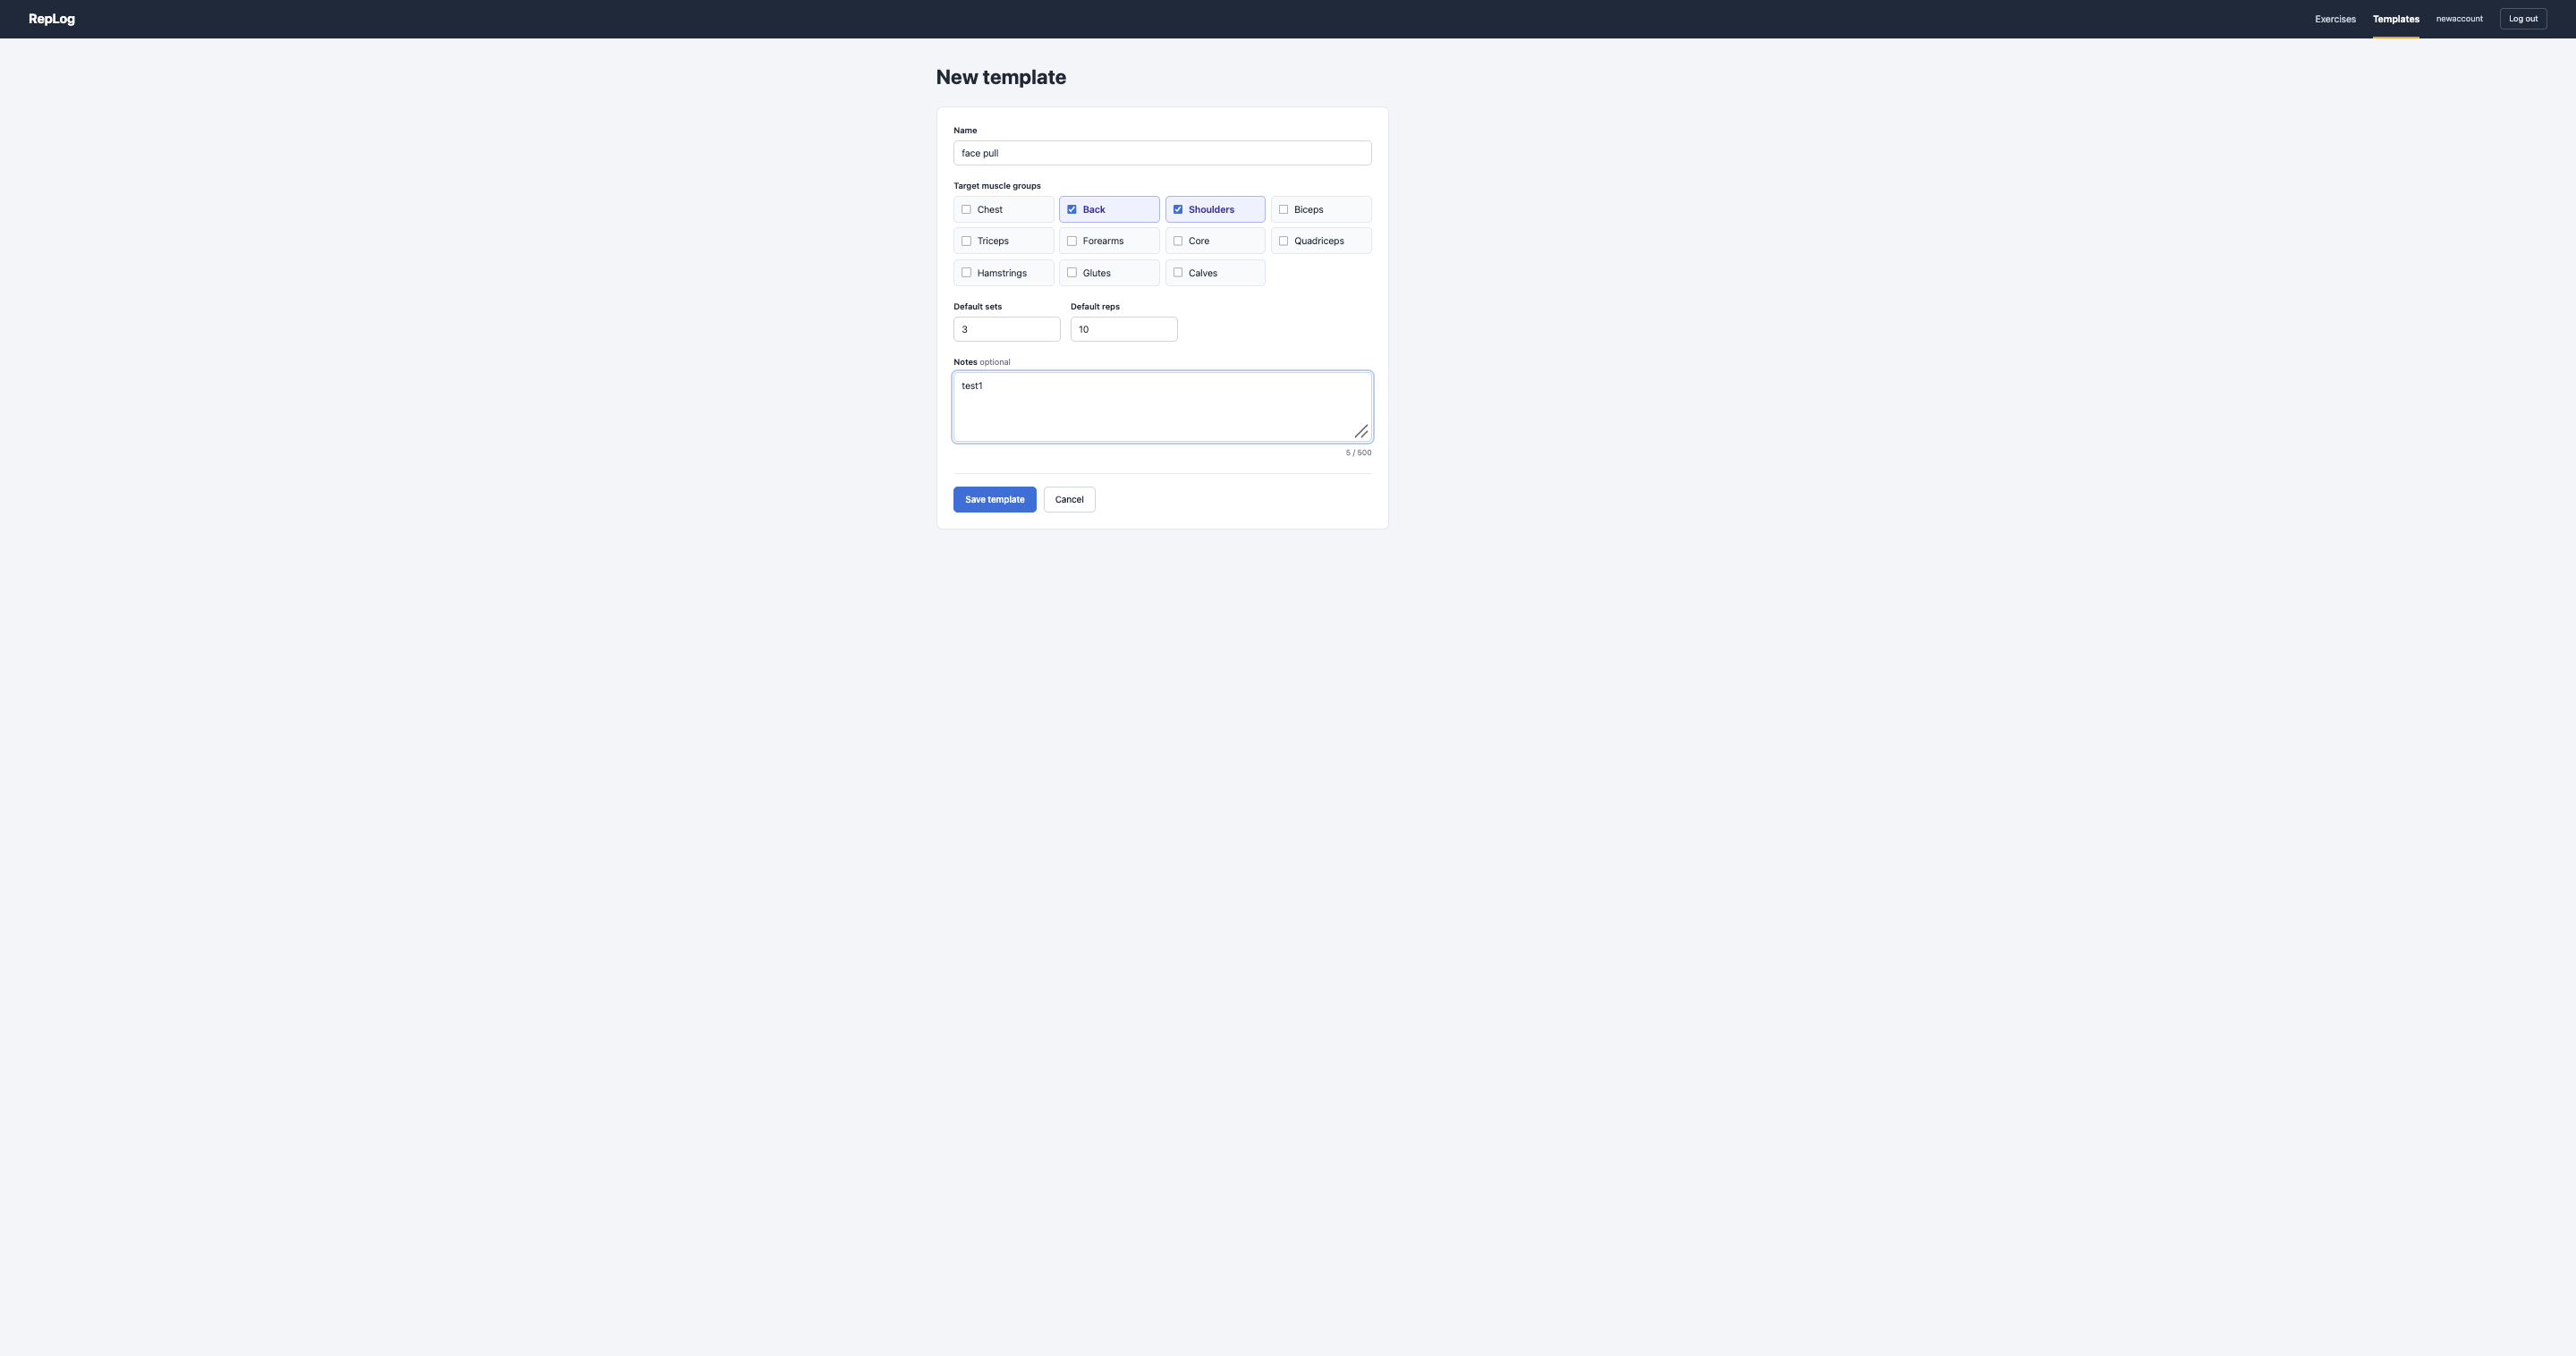 RepLog Exercises Templates newaccount Log out
New template
Name
face pull
Target muscle groups
Chest Back Shoulders Biceps
Triceps Forearms Core Quadriceps
Hamstrings Glutes Calves
Default sets Default reps
3 10
Notes optional
test1
5 / 500
Save template Cancel